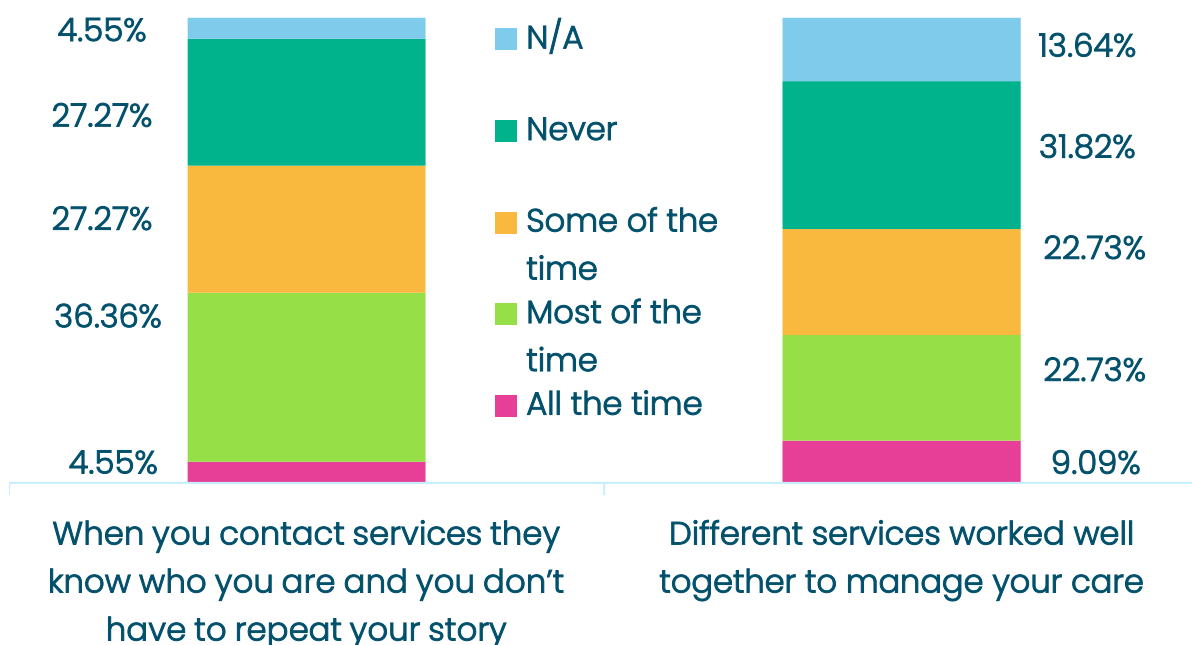 4.55%
27.27%
27.27%
36.36%
4.55%
N/A
Never
Some of the
time
Most of the
time
All the time
13.64%
31.82%
22.73%
22.73%
9.09%
When you contact services they
know who you are and you don’t
have to repeat your story
Different services worked well
together to manage your care